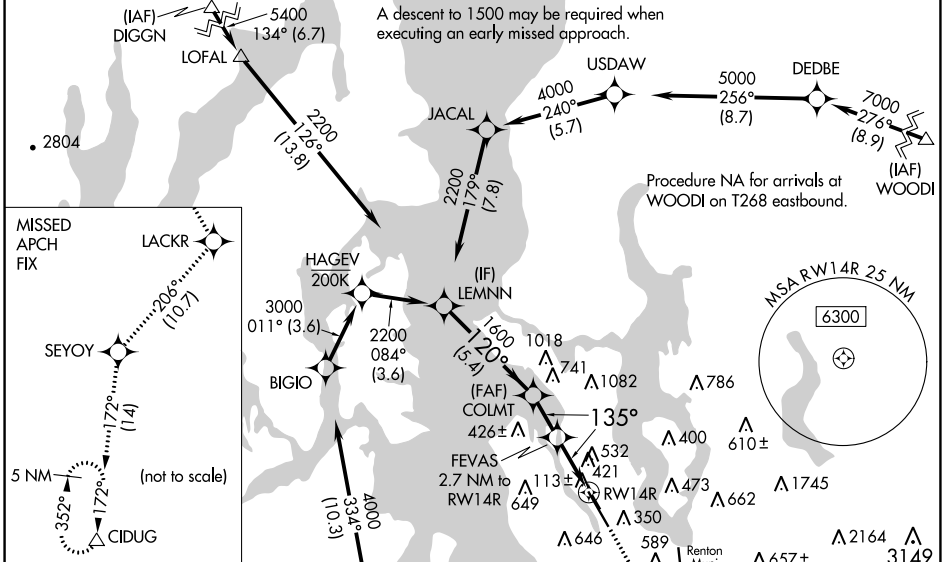 (IAF)
DIGGN
5400
134° (6.7)
LOFAL
A descent to 1500 may be required when
executing an early missed approach.
USDAW
DEDBE
5000
256°
(8.7)
4000
240°
(5.7)
7000
276°
(8.9)
(IAF)
WOODI
JACAL
2804
2200
126°
(13.8)
2200
179°
(7.8)
Procedure NA for arrivals at
WOODI on T268 eastbound.
MISSED
APCH
FIX
LACKR
206°
(10.7)
SEYOY
172°
(14)
5 NM
(not to scale)
352°
172°
CIDUG
HAGEV
200K
(IF)
LEMNN
3000
011° (3.6)
2200
084°
(3.6)
BIGIO
1600
120°
(5.4)
MSA RW14R 25 NM
6300
1018
741
1082
786
(FAF)
COLMT
135°
426±
400
610±
FEVAS
2.7 NM to
RW14R
532
421
113±
649
RW14R
473
662
1745
350
4000
334°
(10.3)
646
589
Renton
657±
2164
3149